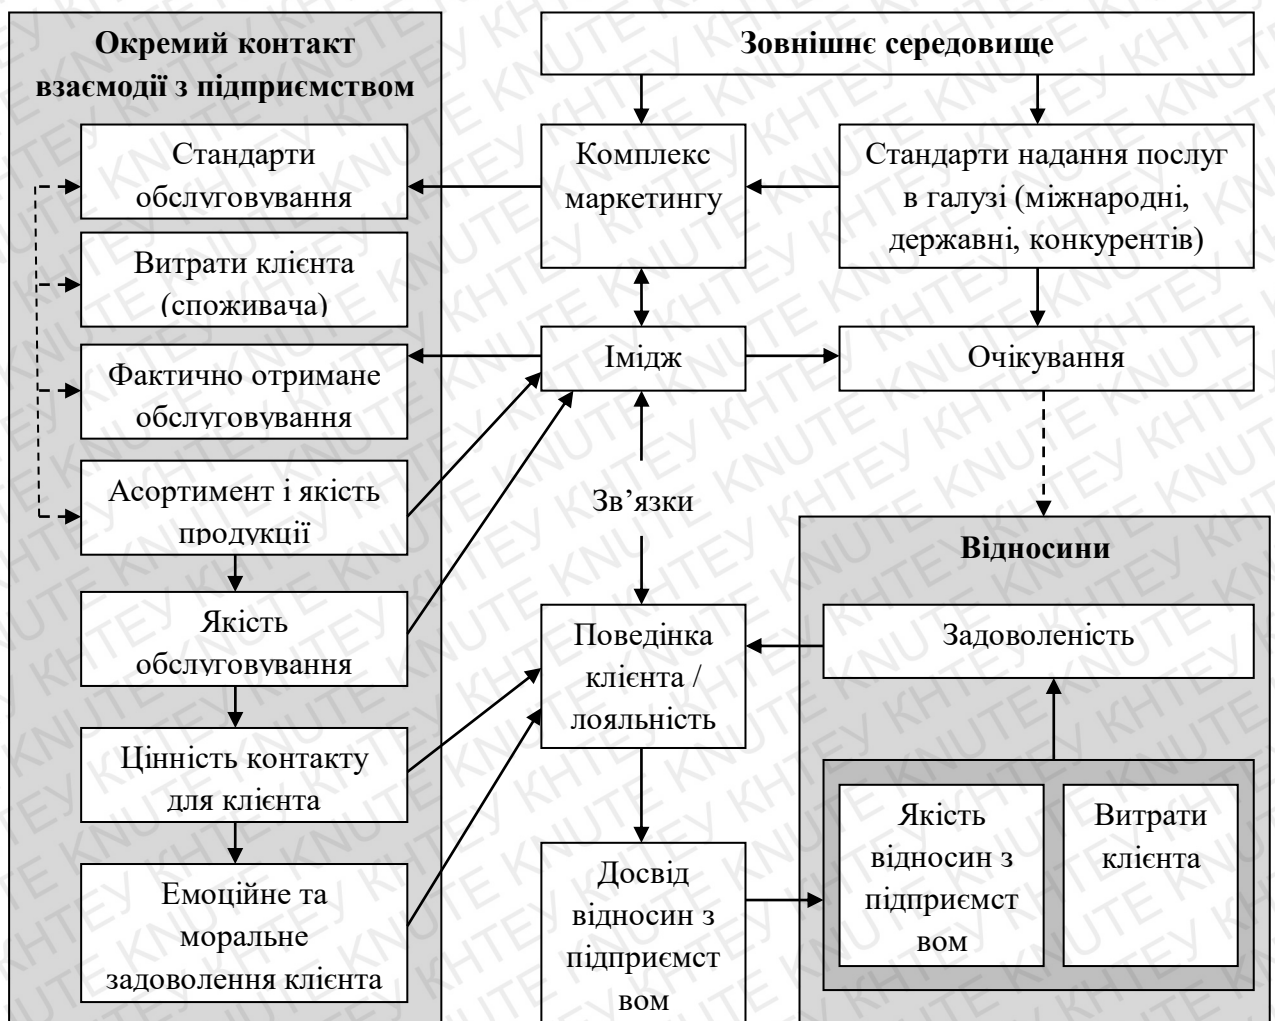 Окремий контакт
взаємодії з підприємством
Стандарти
обслуговування
Витрати клієнта
(споживача)
Фактично отримане
обслуговування
Асортимент і якість
продукції
Якість
обслуговування
Цінність контакту
для клієнта
Емоційне та
моральне
задоволення клієнта
Зовнішнє середовище
Комплекс
маркетингу
Стандарти надання послуг
в галузі (міжнародні,
державні, конкурентів)
Імідж
Очікування
Зв’язки
Поведінка
клієнта /
лояльність
Досвід
відносин з
підприємст
вом
Відносини
Задоволеність
Якість
відносин з
підприємст
вом
Витрати
клієнта